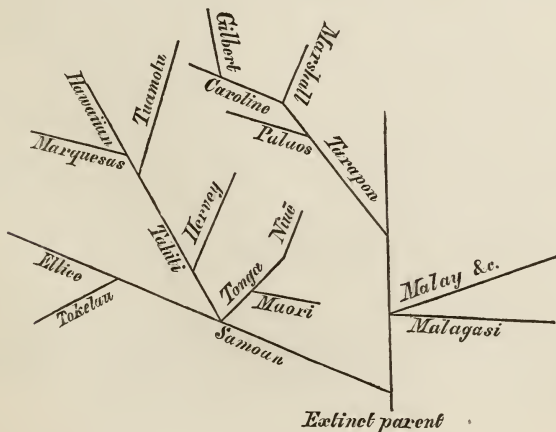 Gilbert
Marshall
Hawaiian
Tuamotu
Caroline
Marquesas
Palaos
Tarapon
Hervey
Niuē
Tahiti
Tonga
Malay &c.
Ellice
Tokelau
Maori
Malagasi
Samoan
Extinct parent